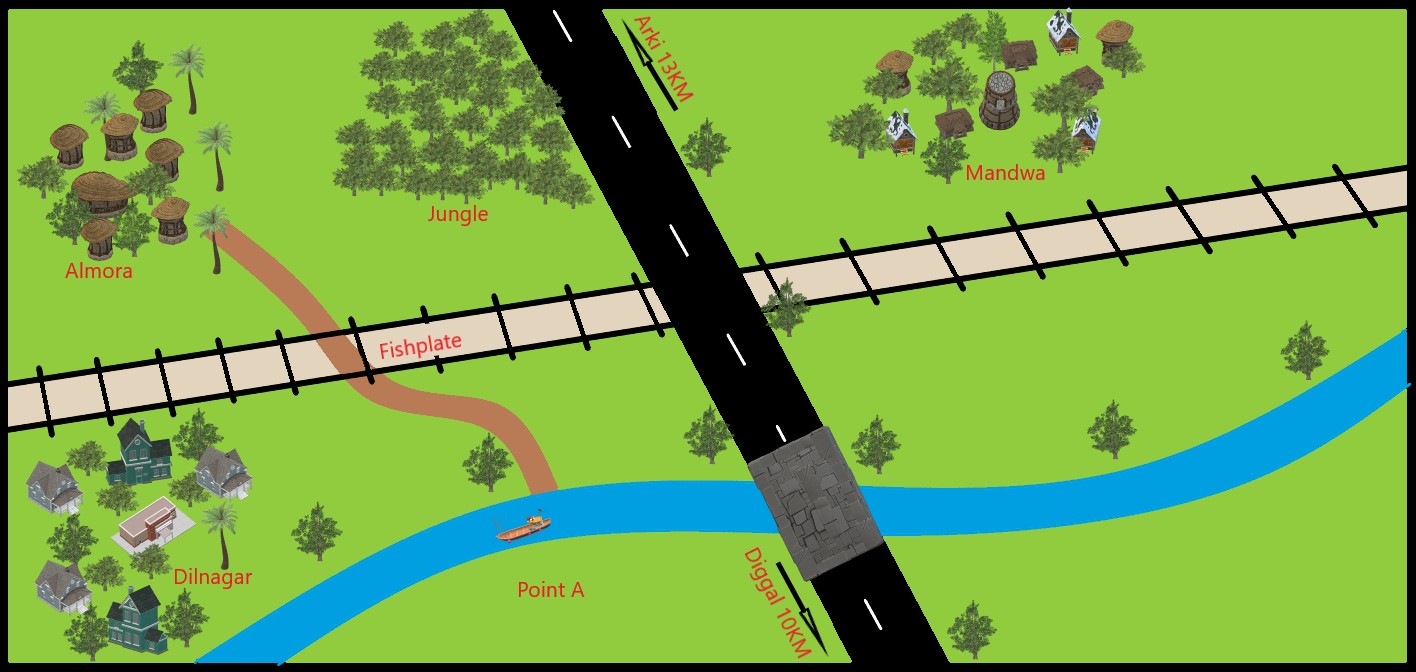 Arki 13KM
Mandwa
Jungle
Almora
Fishplate
Dilnagar
Point A
Diggal 10KM